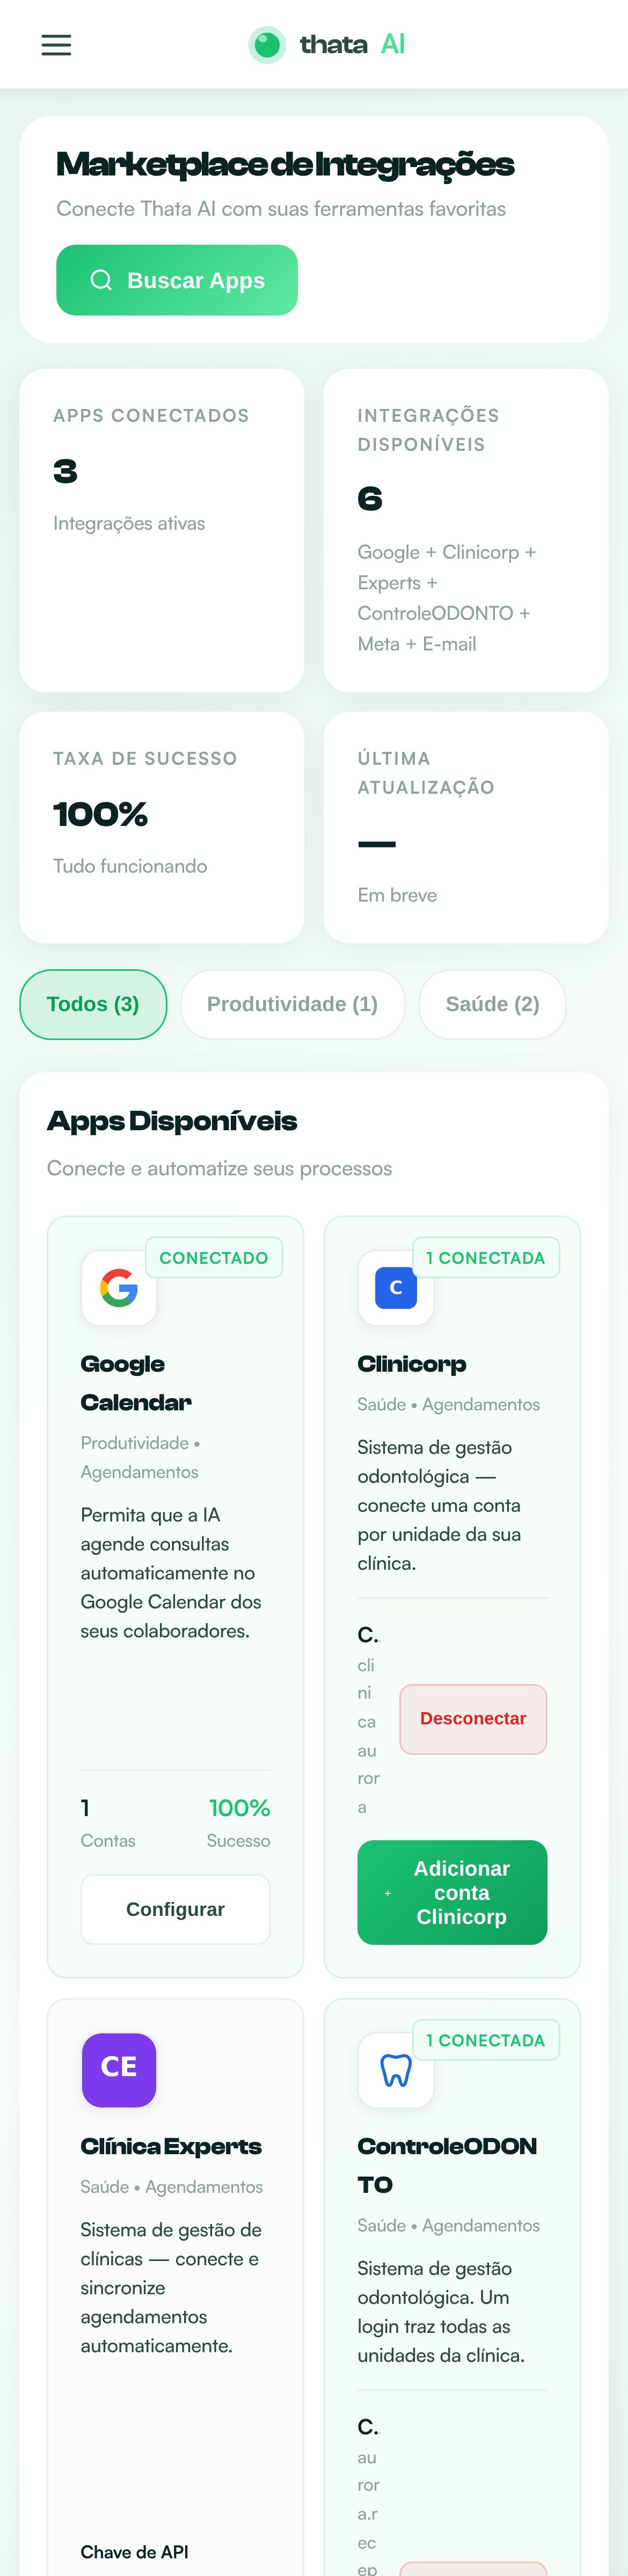 thata AI
Marketplace de Integrações
Conecte Thata AI com suas ferramentas favoritas
Buscar Apps
APPS CONECTADOS
3
Integrações ativas
INTEGRAÇÕES
DISPONÍVEIS
6
Google + Clinicorp +
Experts +
ControleODONTO +
Meta + E-mail
TAXA DE SUCESSO
100%
Tudo funcionando
ÚLTIMA
ATUALIZAÇÃO
—
Em breve
Todos (3)
Produtividade (1)
Saúde (2)
Apps Disponíveis
Conecte e automatize seus processos
CONECTADO
Google
Calendar
Produtividade •
Agendamentos
Permita que a IA
agende consultas
automaticamente no
Google Calendar dos
seus colaboradores.
1
100%
Contas
Sucesso
Configurar
C
1 CONECTADA
Clinicorp
Saúde • Agendamentos
Sistema de gestão
odontológica —
conecte uma conta
por unidade da sua
clínica.
C.
cli
ni
ca
au
ror
a
Desconectar
+
Adicionar
conta
Clinicorp
CE
Clínica Experts
Saúde • Agendamentos
Sistema de gestão de
clínicas — conecte e
sincronize
agendamentos
automaticamente.
Chave de API
1 CONECTADA
ControleODON
TO
Saúde • Agendamentos
Sistema de gestão
odontológica. Um
login traz todas as
unidades da clínica.
C.
au
ror
a.r
ec
ep